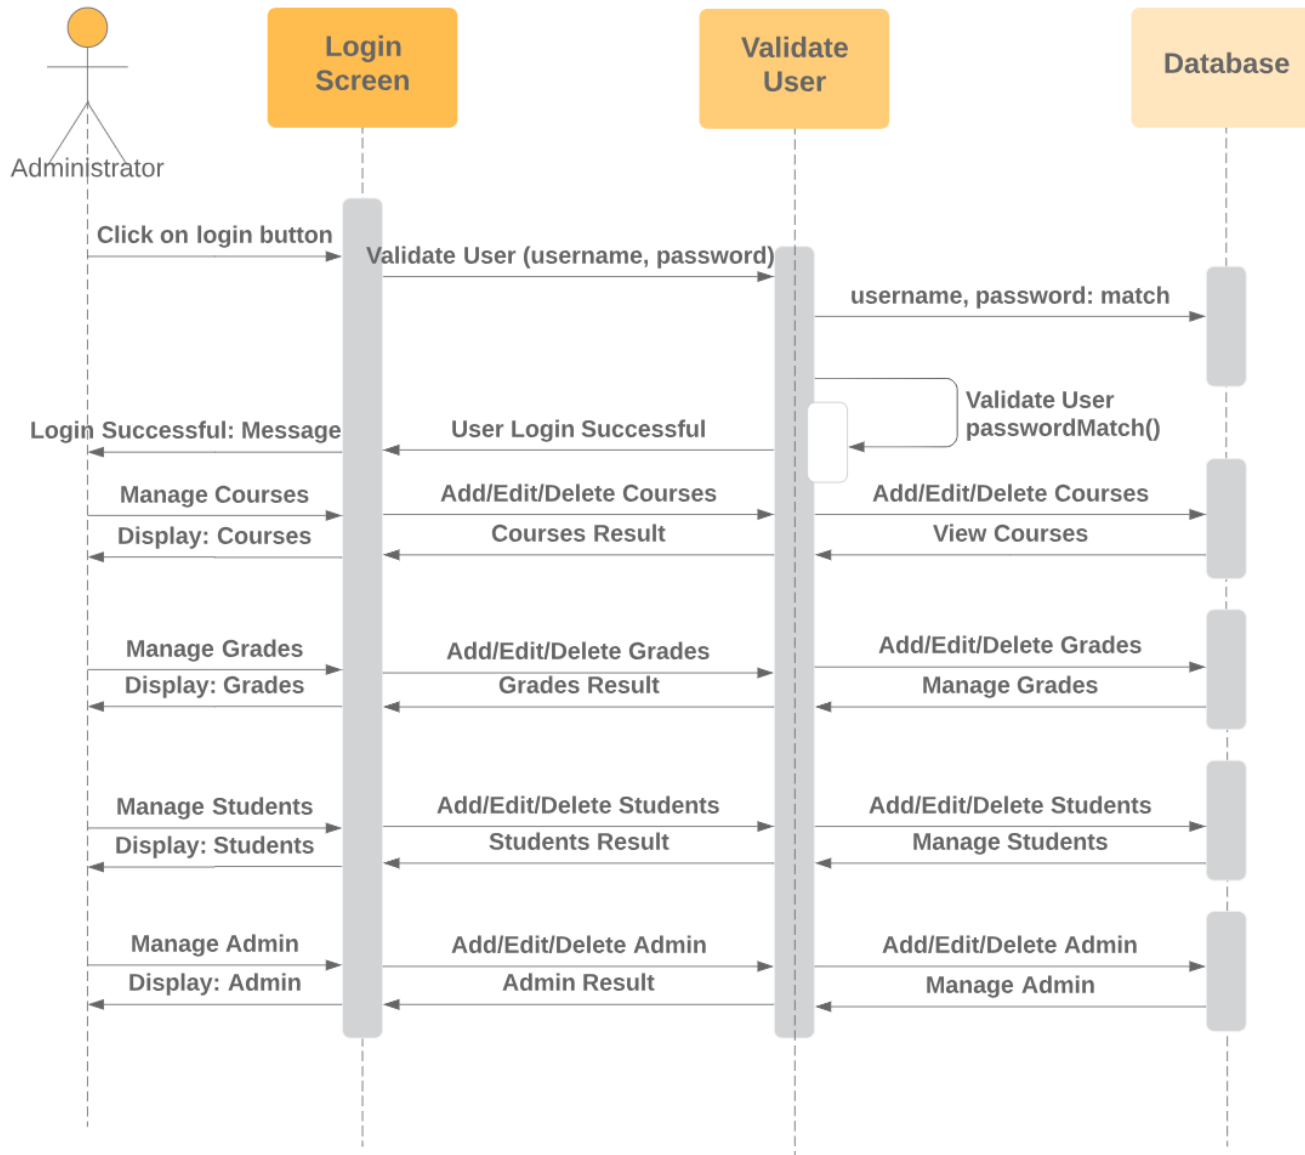 Login
Screen
Validate
User
Database
Administrator
Click on login button
Validate User (username, password)
username, password: match
Validate User
passwordMatch()
Login Successful: Message
User Login Successful
Manage Courses
Add/Edit/Delete Courses
Add/Edit/Delete Courses
Display: Courses
Courses Result
View Courses
Manage Grades
Add/Edit/Delete Grades
Add/Edit/Delete Grades
Display: Grades
Grades Result
Manage Grades
Manage Students
Add/Edit/Delete Students
Add/Edit/Delete Students
Display: Students
Students Result
Manage Students
Manage Admin
Add/Edit/Delete Admin
Add/Edit/Delete Admin
Display: Admin
Admin Result
Manage Admin